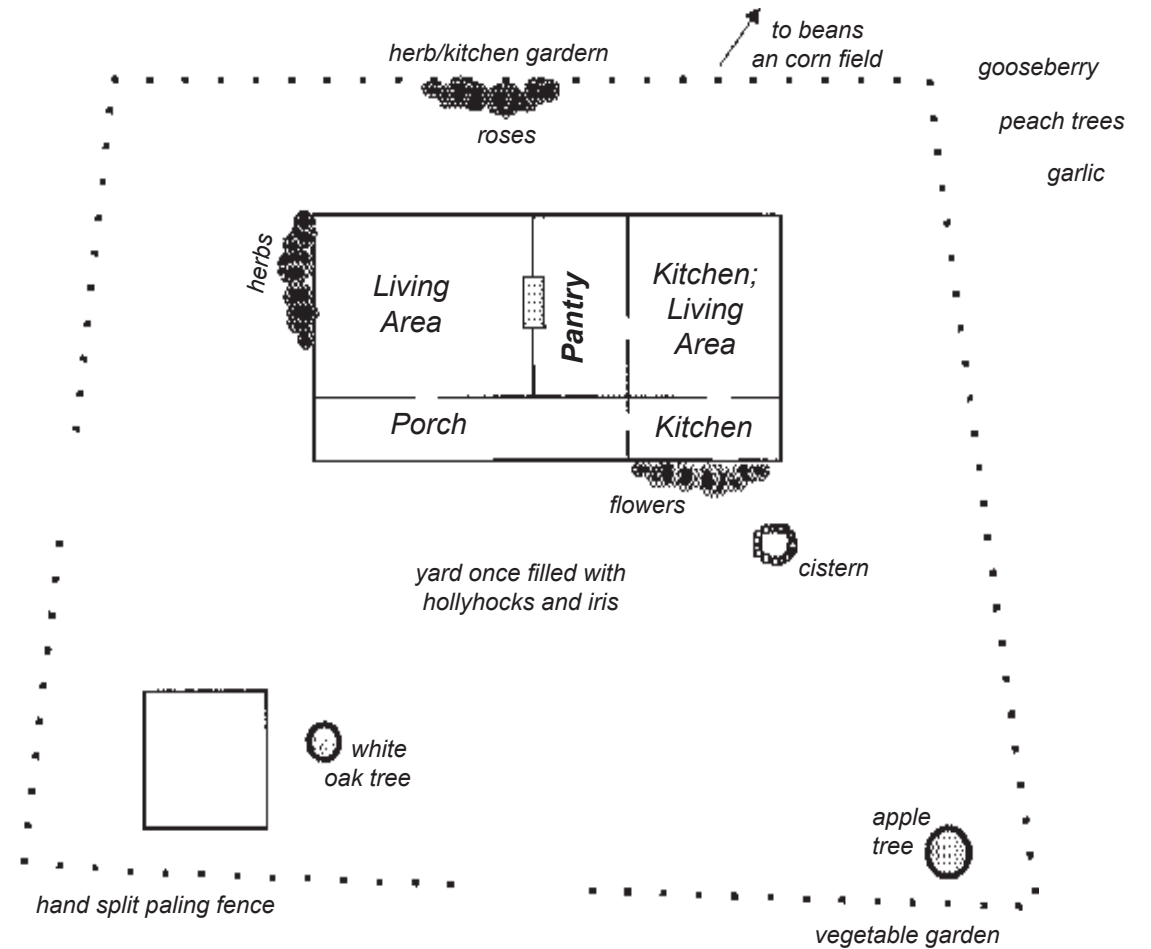 to beans
an corn field
herb/kitchen gardern
gooseberry
peach trees
roses
garlic
herbs
Living
Area
Pantry
Kitchen;
Living
Area
Porch
Kitchen
flowers
cistern
yard once filled with
hollyhocks and iris
white
oak tree
apple
tree
hand split paling fence
vegetable garden